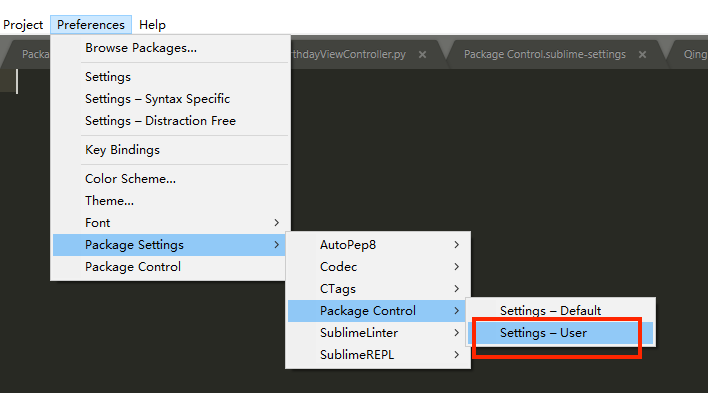 Project Preferences Help
Packa rthdayViewController.py × Package Control.sublime-settings × Qing
Browse Packages...
Settings
Settings – Syntax Specific
Settings – Distraction Free
Key Bindings
Color Scheme...
Theme...
Font >
Package Settings >
Package Control
AutoPep8 >
Codec >
CTags >
Package Control >
SublimeLinter >
SublimeREPL >
Settings – Default
Settings – User